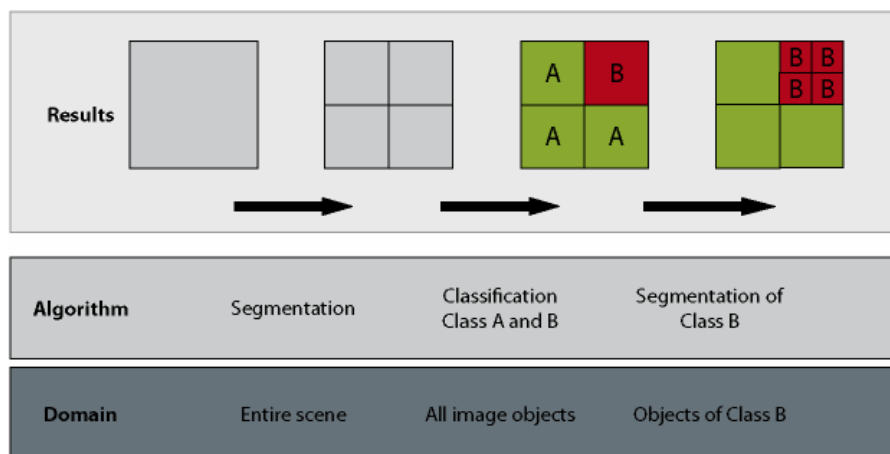 Results
A B
A A
B B
B B
Algorithm
Segmentation
Classification
Class A and B
Segmentation of
Class B
Domain
Entire scene
All image objects
Objects of Class B